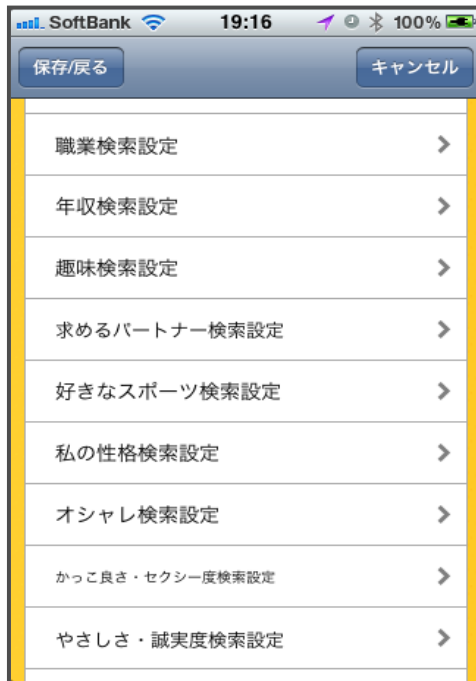 SoftBank 19:16 100%
保存/戻る キャンセル
職業検索設定
年収検索設定
趣味検索設定
求めるパートナー検索設定
好きなスポーツ検索設定
私の性格検索設定
オシャレ検索設定
かっこ良さ・セクシー度検索設定
やさしさ・誠実度検索設定